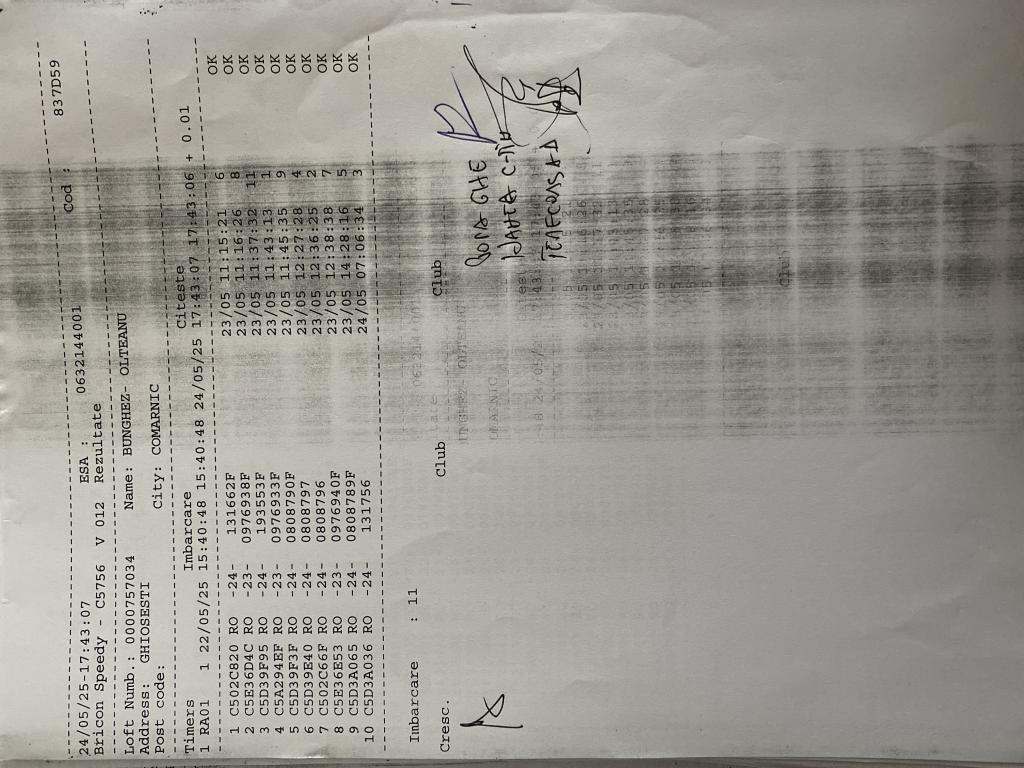 24/05/25-17:43:07 ESA : 0632144001 Cod : 837D59
Bricon Speedy - C5756 V 012 Rezultate
Loft Numb.: 0000757034 Name: BUNGHEZ- OLTEANU
Address: GHIOSESTI
Post code: City: COMARNIC
Timers Imbarcare Citeste
1 RA01 1 22/05/25 15:40:48 15:40:48 24/05/25 17:43:07 17:43:06 + 0.01 OK
1 C502C820 RO -24- 131662F 23/05 11:15:21 6 OK
2 C5E36D4C RO -23- 0976938F 23/05 11:16:26 8 OK
3 C5D39F95 RO -24- 193553F 23/05 11:37:32 11 OK
4 C5A294EF RO -23- 0976933F 23/05 11:43:13 1 OK
5 C5D39F3F RO -24- 0808790F 23/05 11:45:35 9 OK
6 C5D39E40 RO -24- 0808797 23/05 12:27:28 4 OK
7 C502C66F RO -24- 0808796 23/05 12:36:25 2 OK
8 C5E36E53 RO -23- 0976940F 23/05 12:38:38 7 OK
9 C5D3A065 RO -24- 0808789F 23/05 14:28:16 5 OK
10 C5D3A036 RO -24- 131756 24/05 07:06:34 3 OK
Imbarcare : 11
Cresc. Club Club
GHE